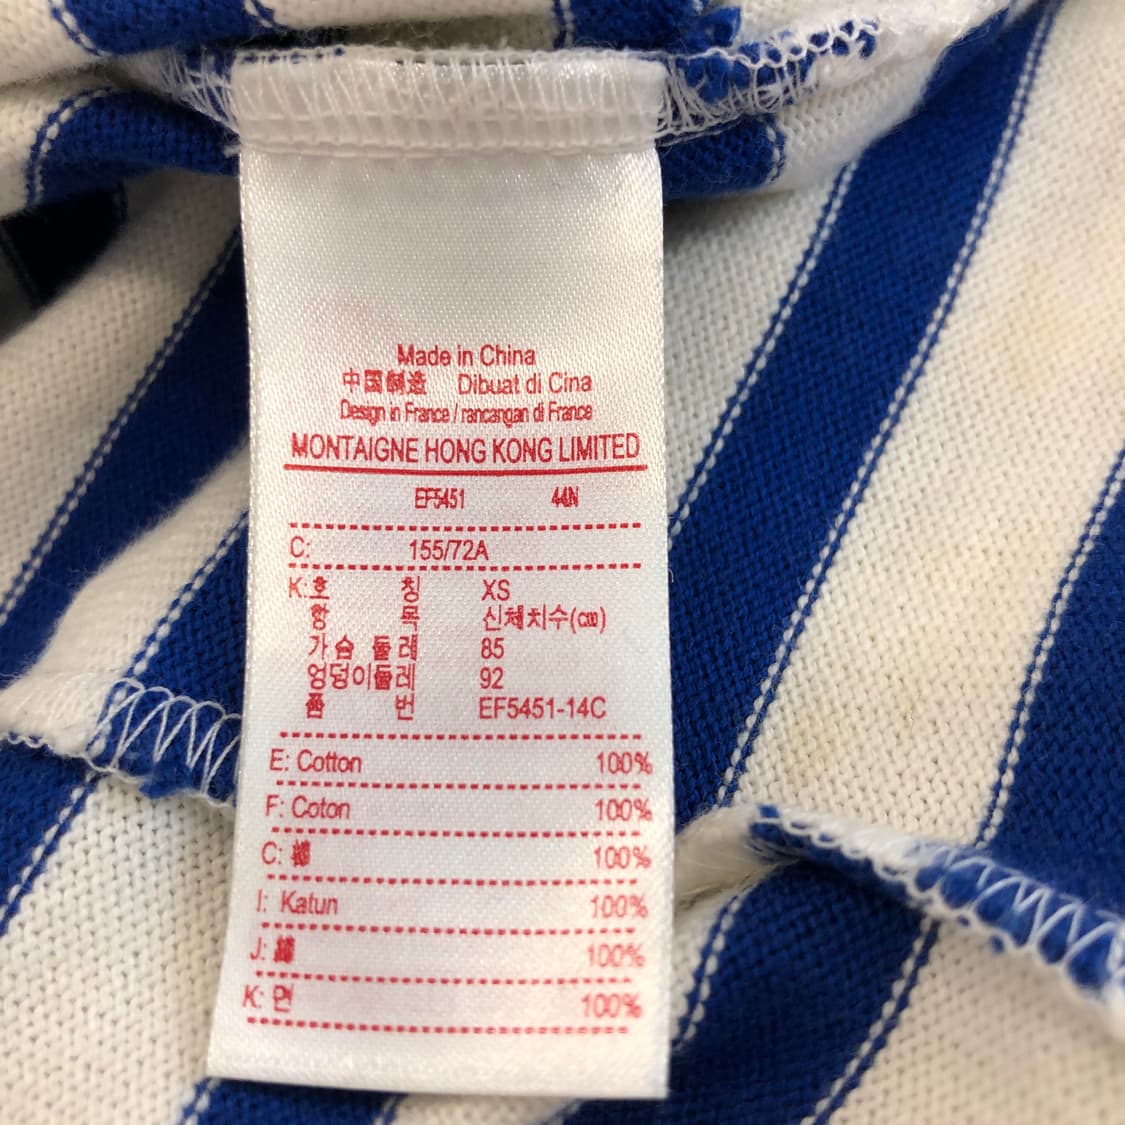 Made in China
中国制造 Dibuat di Cina
Design in France / rancangan di France
MONTAIGNE HONG KONG LIMITED
EF5451 44N
C: 155/72A
K:호 칭 XS
항 목 신체치수(㎝)
가슴 둘레 85
엉덩이둘레 92
품 번 EF5451-14C
E: Cotton 100%
F: Coton 100%
C: 棉 100%
I: Katun 100%
J: 綿 100%
K: 면 100%